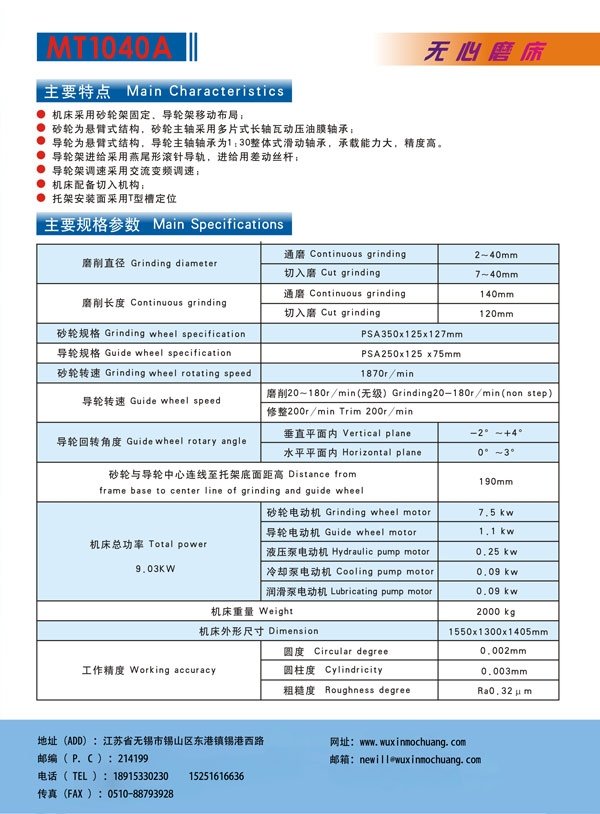 MT1040A
无心磨床
主要特点 Main Characteristics
机床采用砂轮架固定、导轮架移动布局；
砂轮为悬臂式结构，砂轮主轴采用多片式长轴瓦动压油膜轴承；
导轮为悬臂式结构，导轮主轴轴承为1:30整体式滑动轴承，承载能力大，精度高。
导轮架进给采用燕尾形滚针导轨，进给用差动丝杆；
导轮架调速采用交流变频调速；
机床配备切入机构；
托架安装面采用T型槽定位
主要规格参数 Main Specifications
磨削直径 Grinding diameter
通磨 Continuous grinding 2~40mm
切入磨 Cut grinding 7~40mm
磨削长度 Continuous grinding
通磨 Continuous grinding 140mm
切入磨 Cut grinding 120mm
砂轮规格 Grinding wheel specification PSA350x125x127mm
导轮规格 Guide wheel specification PSA250x125 x75mm
砂轮转速 Grinding wheel rotating speed 1870r/min
导轮转速 Guide wheel speed
磨削20~180r/min(无级) Grinding20-180r/min(non step)
修整200r/min Trim 200r/min
导轮回转角度 Guide wheel rotary angle
垂直平面内 Vertical plane -2° ~+4°
水平平面内 Horizontal plane 0° ~3°
砂轮与导轮中心连线至托架底面距高 Distance from
frame base to center line of grinding and guide wheel
190mm
机床总功率 Total power
9.03KW
砂轮电动机 Grinding wheel motor 7.5 kw
导轮电动机 Guide wheel motor 1.1 kw
液压泵电动机 Hydraulic pump motor 0.25 kw
冷却泵电动机 Cooling pump motor 0.09 kw
润滑泵电动机 Lubricating pump motor 0.09 kw
机床重量 Weight 2000 kg
机床外形尺寸 Dimension 1550x1300x1405mm
工作精度 Working accuracy
圆度 Circular degree 0.002mm
圆柱度 Cylindricity 0.003mm
粗糙度 Roughness degree Ra0.32μm
地址（ADD）：江苏省无锡市锡山区东港镇锡港西路
邮编（ P. C ）：214199
电话（ TEL ）：18915330230 15251616636
传真（FAX ）：0510-88793928
网址：www.wuxinmochuang.com
邮箱：newill@wuxinmochuang.com